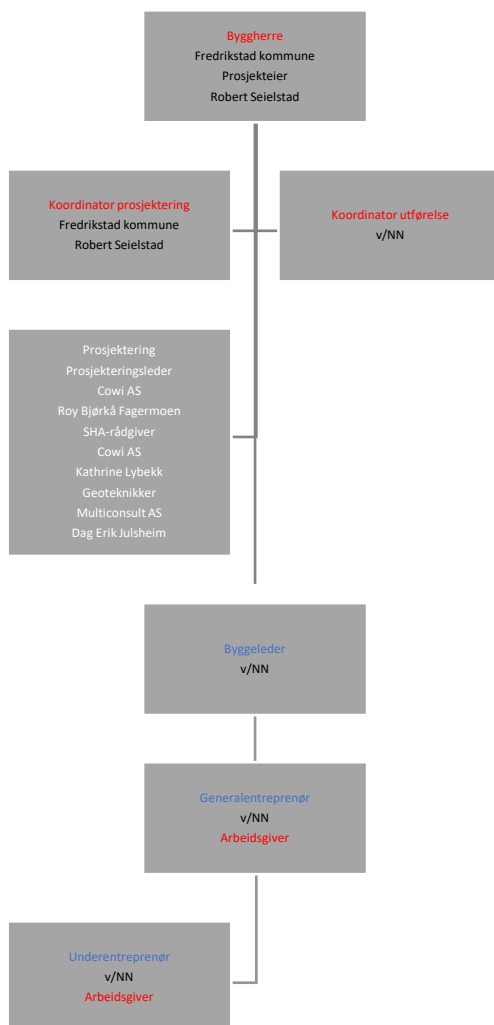 Byggherre
Fredrikstad kommune
Prosjekteier
Robert Seielstad
Koordinator prosjektering
Fredrikstad kommune
Robert Seielstad
Koordinator utførelse
v/NN
Prosjektering
Prosjekteringsleder
Cowi AS
Roy Bjørkå Fagermoen
SHA-rådgiver
Cowi AS
Kathrine Lybekk
Geoteknikker
Multiconsult AS
Dag Erik Julsheim
Byggeleder
v/NN
Generalentreprenør
v/NN
Arbeidsgiver
Underentreprenør
v/NN
Arbeidsgiver